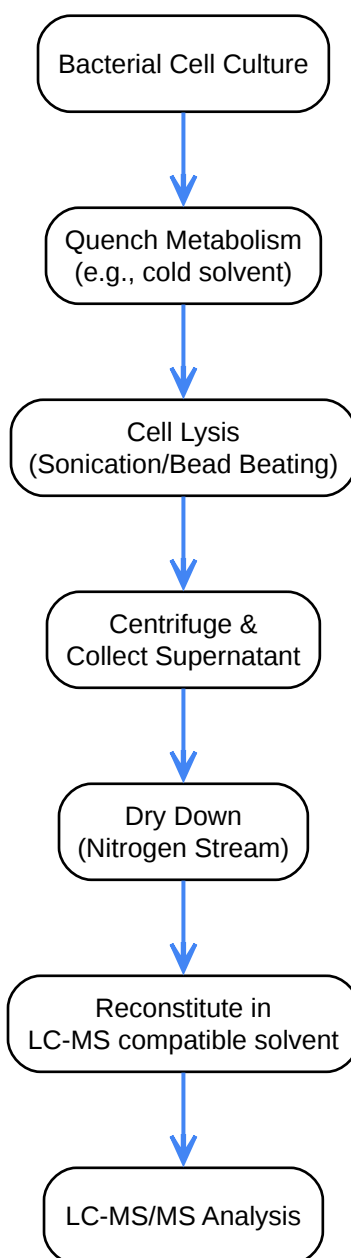 Bacterial Cell Culture
Quench Metabolism
(e.g., cold solvent)
Cell Lysis
(Sonication/Bead Beating)
Centrifuge &
Collect Supernatant
Dry Down
(Nitrogen Stream)
Reconstitute in
LC-MS compatible solvent
LC-MS/MS Analysis